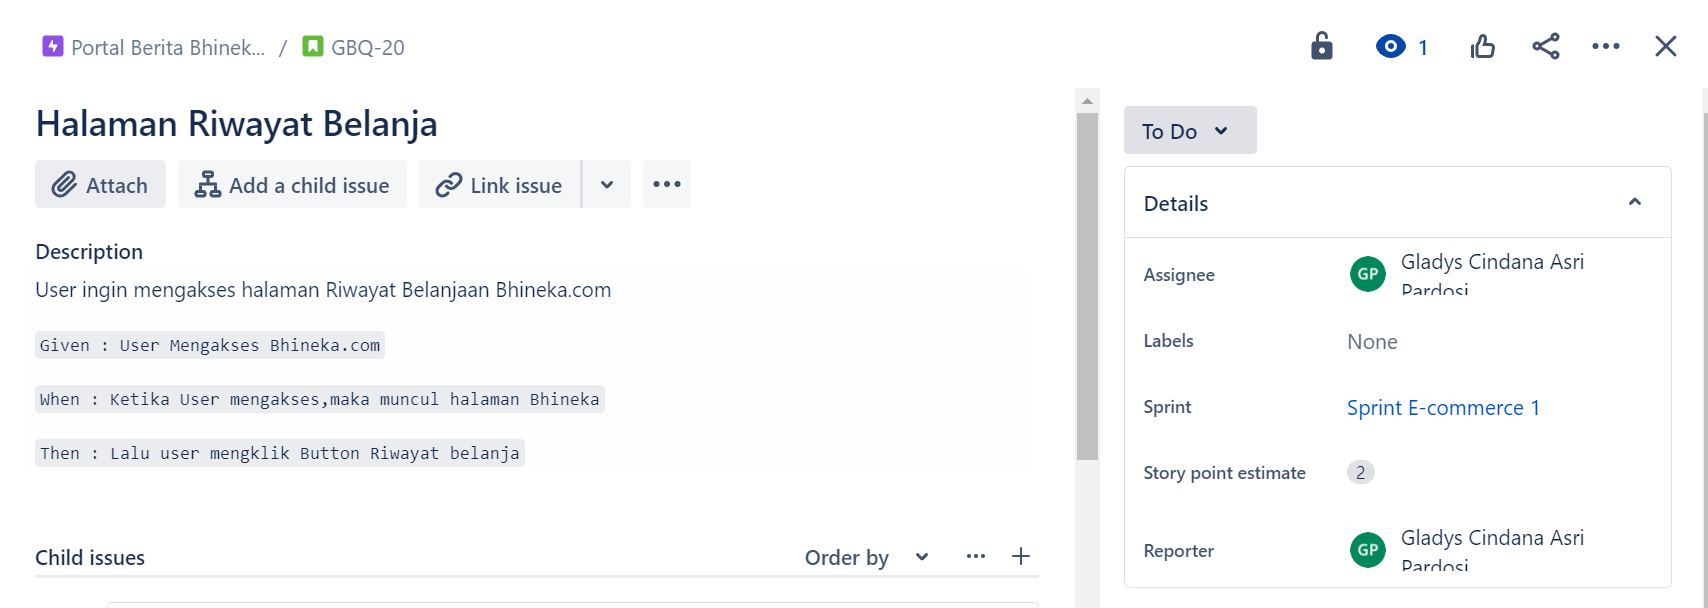 Portal Berita Bhinek... / GBQ-20
1
Halaman Riwayat Belanja
Attach
Add a child issue
Link issue
Description
User ingin mengakses halaman Riwayat Belanjaan Bhineka.com
Given : User Mengakses Bhineka.com
When : Ketika User mengakses,maka muncul halaman Bhineka
Then : Lalu user mengklik Button Riwayat belanja
Child issues
Order by
To Do
Details
Assignee
GP
Gladys Cindana Asri
Pardosi
Labels
None
Sprint
Sprint E-commerce 1
Story point estimate
2
Reporter
GP
Gladys Cindana Asri
Pardosi